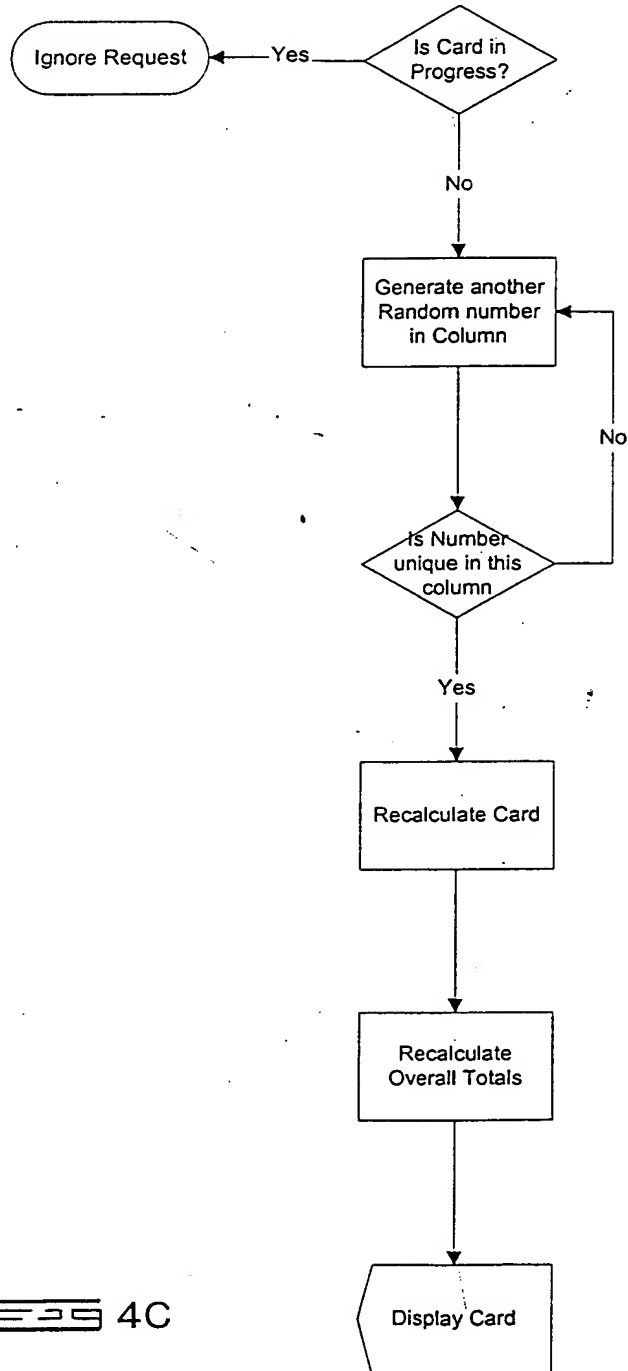 Ignore Request
Yes
Is Card in
Progress?
No
Generate another
Random number
in Column
No
Is Number
unique in this
column
Yes
Recalculate Card
Recalculate
Overall Totals
Display Card
4C